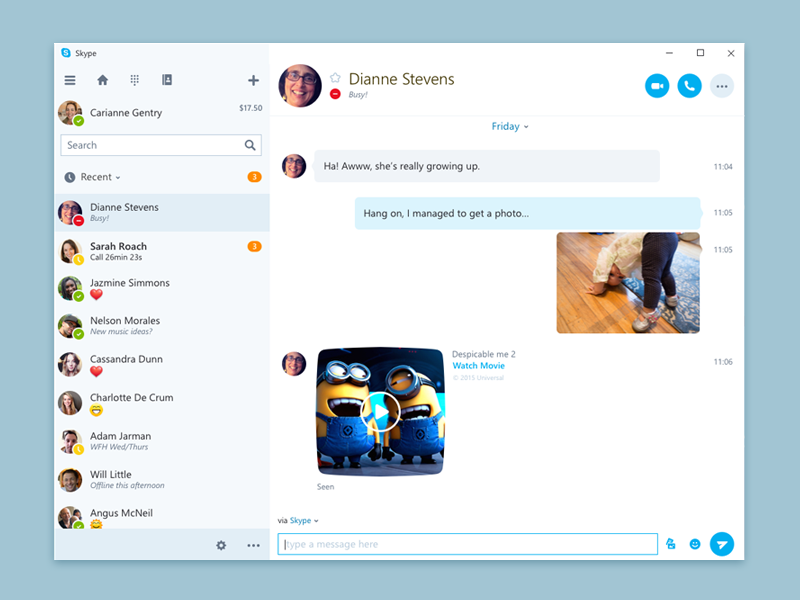 Skype
Carianne Gentry
$17.50
Search
Recent
3
Dianne Stevens
Busy!
Sarah Roach
Call 26min 23s
3
Jazmine Simmons
Nelson Morales
New music ideas?
Cassandra Dunn
Charlotte De Crum
Adam Jarman
WFH Wed/Thurs
Will Little
Offline this afternoon
Angus McNeil
Dianne Stevens
Busy!
Friday
Ha! Awww, she's really growing up.
11:04
Hang on, I managed to get a photo...
11:05
11:05
Despicable me 2
Watch Movie
© 2015 Universal
11:06
Seen
via Skype
type a message here